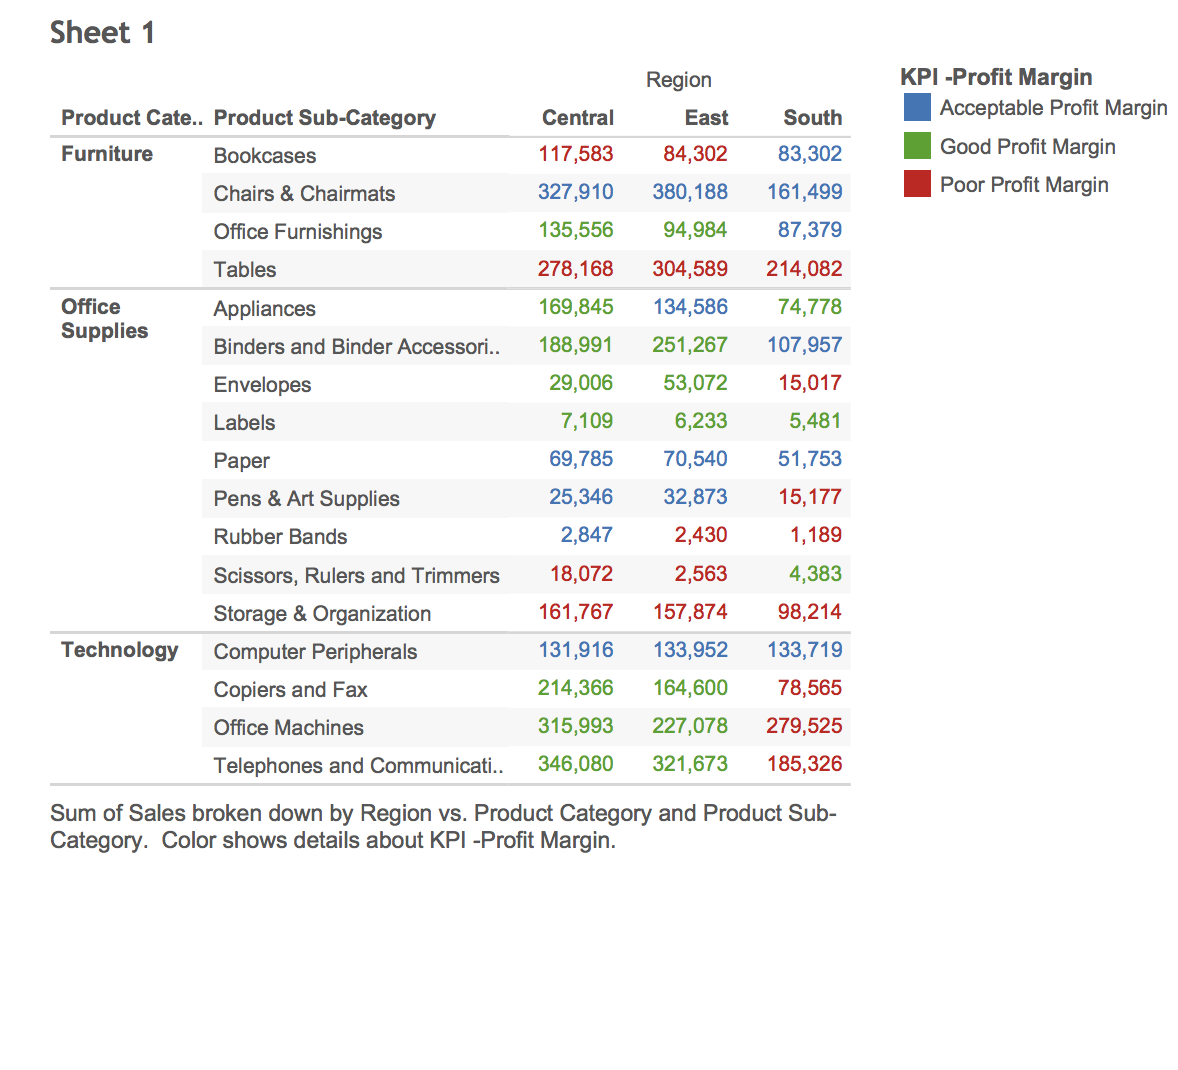 Sheet 1
Region
KPI -Profit Margin
Product Cate.. Product Sub-Category Central East South
Acceptable Profit Margin
Good Profit Margin
Poor Profit Margin
Furniture Bookcases 117,583 84,302 83,302
Chairs & Chairmats 327,910 380,188 161,499
Office Furnishings 135,556 94,984 87,379
Tables 278,168 304,589 214,082
Office Supplies Appliances 169,845 134,586 74,778
Binders and Binder Accessori.. 188,991 251,267 107,957
Envelopes 29,006 53,072 15,017
Labels 7,109 6,233 5,481
Paper 69,785 70,540 51,753
Pens & Art Supplies 25,346 32,873 15,177
Rubber Bands 2,847 2,430 1,189
Scissors, Rulers and Trimmers 18,072 2,563 4,383
Storage & Organization 161,767 157,874 98,214
Technology Computer Peripherals 131,916 133,952 133,719
Copiers and Fax 214,366 164,600 78,565
Office Machines 315,993 227,078 279,525
Telephones and Communicati.. 346,080 321,673 185,326
Sum of Sales broken down by Region vs. Product Category and Product Sub-
Category.  Color shows details about KPI -Profit Margin.